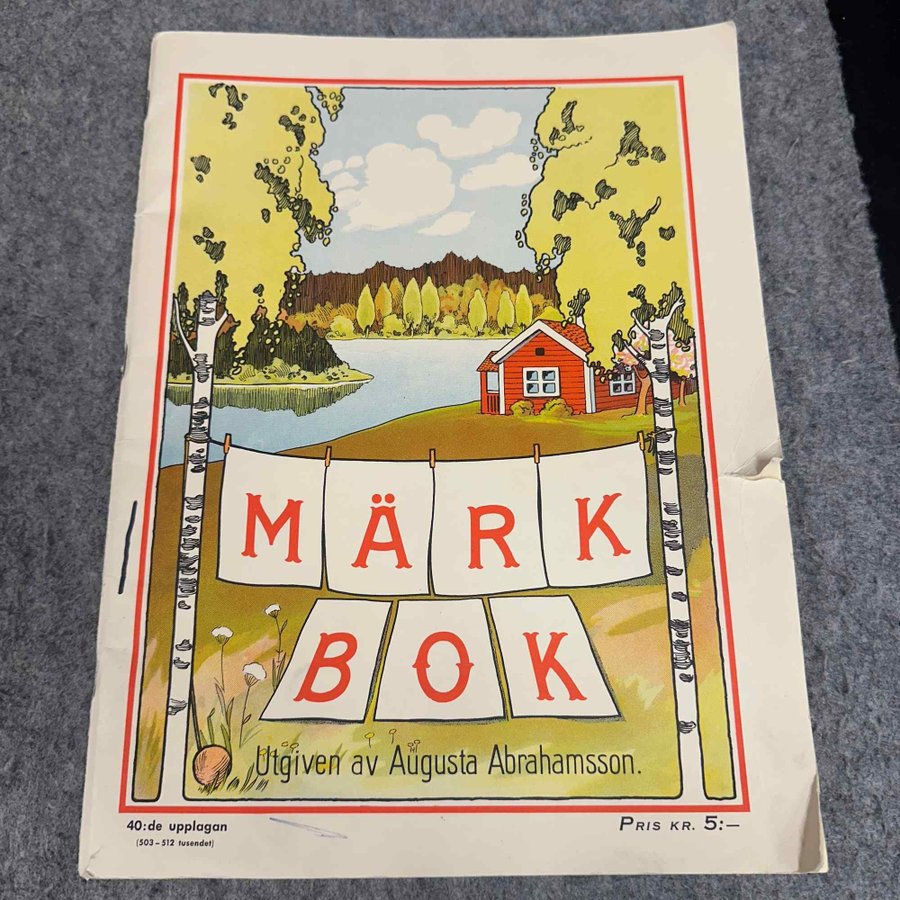 MÄRK
BOK
Utgiven av Augusta Abrahamsson.
40:de upplagan
(503-512 tusendet)
PRIS KR. 5:—